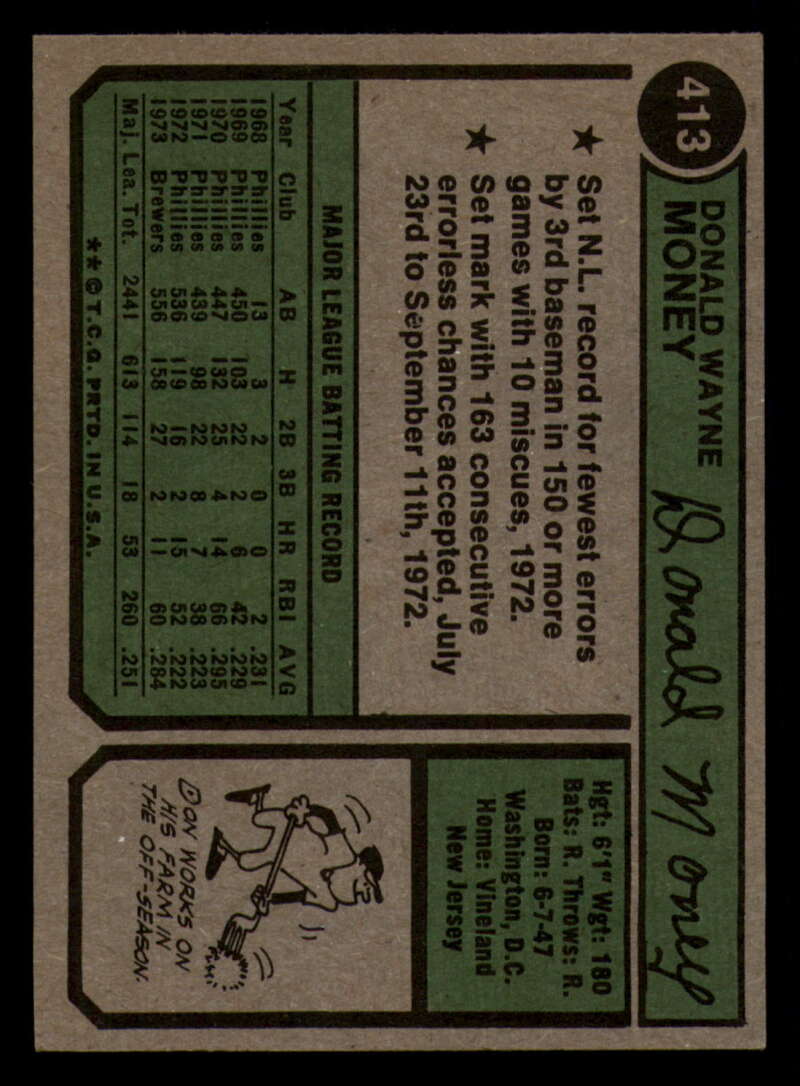 413
DONALD WAYNE
MONEY
Donald Money
★ Set N.L. record for fewest errors
by 3rd baseman in 150 or more
games with 10 miscues, 1972.
★ Set mark with 163 consecutive
errorless chances accepted, July
23rd to September 11th, 1972.
Hgt: 6'1" Wgt: 180
Bats: R. Throws: R.
Born: 6-7-47
Washington, D.C.
Home: Vineland
New Jersey
MAJOR LEAGUE BATTING RECORD
Year Club AB H 2B 3B HR RBI AVG
1968 Phillies 13 3 2 0 0 2 .231
1969 Phillies 450 103 22 2 6 42 .229
1970 Phillies 447 132 25 4 14 66 .295
1971 Phillies 439 98 22 8 7 38 .223
1972 Phillies 536 119 16 2 15 52 .222
1973 Brewers 556 158 27 2 11 60 .284
Maj. Lea. Tot. 2441 613 114 18 53 260 .251
**© T.C.G. PRTD. IN U.S.A.
DON WORKS ON
HIS FARM IN
THE OFF-SEASON.